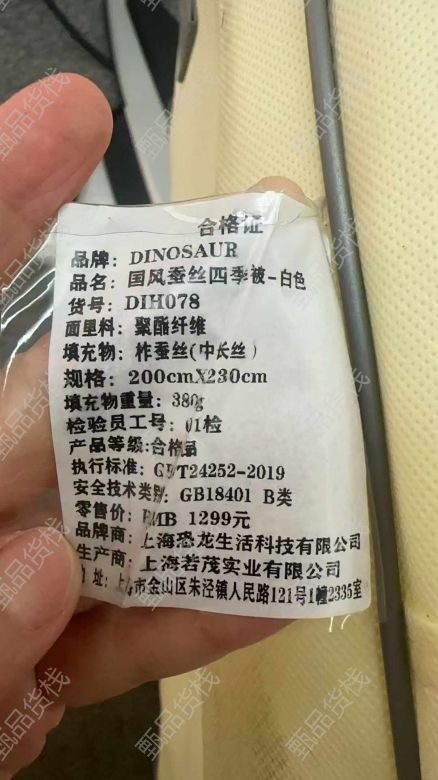 合格证
品牌: DINOSAUR
品名: 国风蚕丝四季被-白色
货号: DIH078
面里料: 聚酯纤维
填充物: 柞蚕丝(中长丝)
规格: 200cmX230cm
填充物重量: 380g
检验员工号: 01检
产品等级:合格品
执行标准: GB/T24252-2019
安全技术类别: GB18401 B类
零售价: RMB 1299元
品牌商: 上海恐龙生活科技有限公司
生产商: 上海若茂实业有限公司
地 址: 上海市金山区朱泾镇人民路121号1幢2335室
甄品货栈